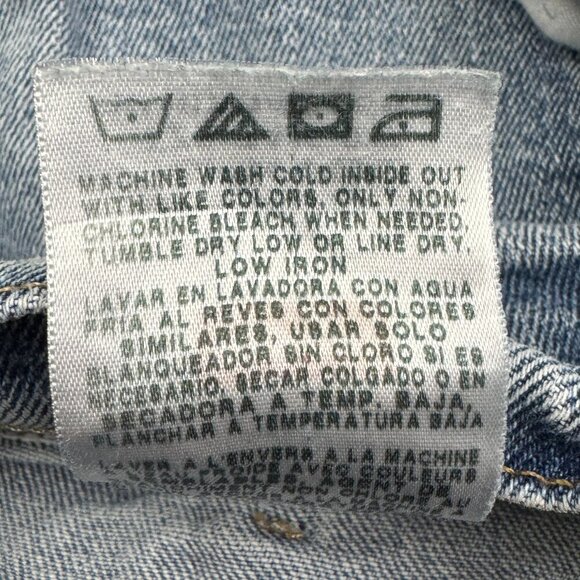 MACHINE WASH COLD INSIDE OUT
WITH LIKE COLORS. ONLY NON-
CHLORINE BLEACH WHEN NEEDED,
TUMBLE DRY LOW OR LINE DRY.
LOW IRON
LAVAR EN LAVADORA CON AGUA
FRIA AL REVES CON COLORES
SIMILARES, USAR SOLO
BLANQUEADOR SIN CLORO SI ES
NECESARIO. SECAR COLGADO O EN
SECADORA A TEMP. BAJA,
PLANCHAR A TEMPERATURA BAJA
LAVER A L'ENVERS A LA MACHINE
AVEC COULEURS